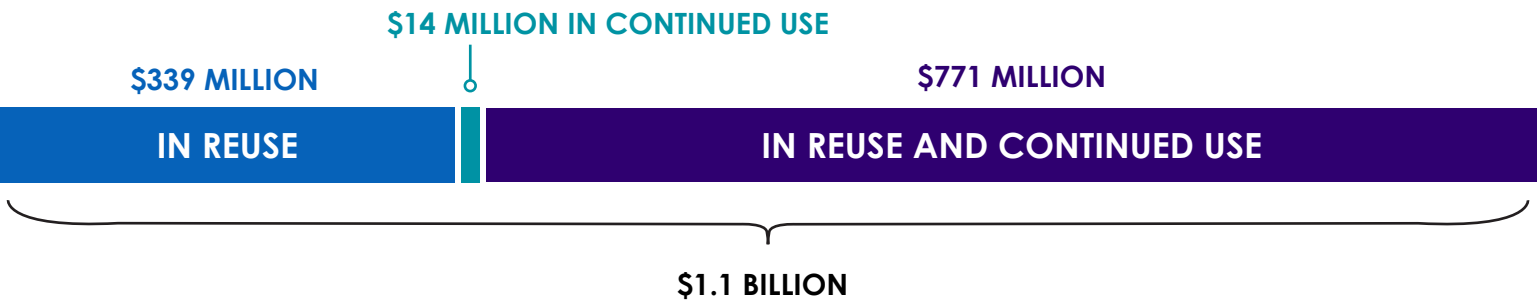 $14 MILLION IN CONTINUED USE
$339 MILLION
$771 MILLION
IN REUSE
IN REUSE AND CONTINUED USE
$1.1 BILLION